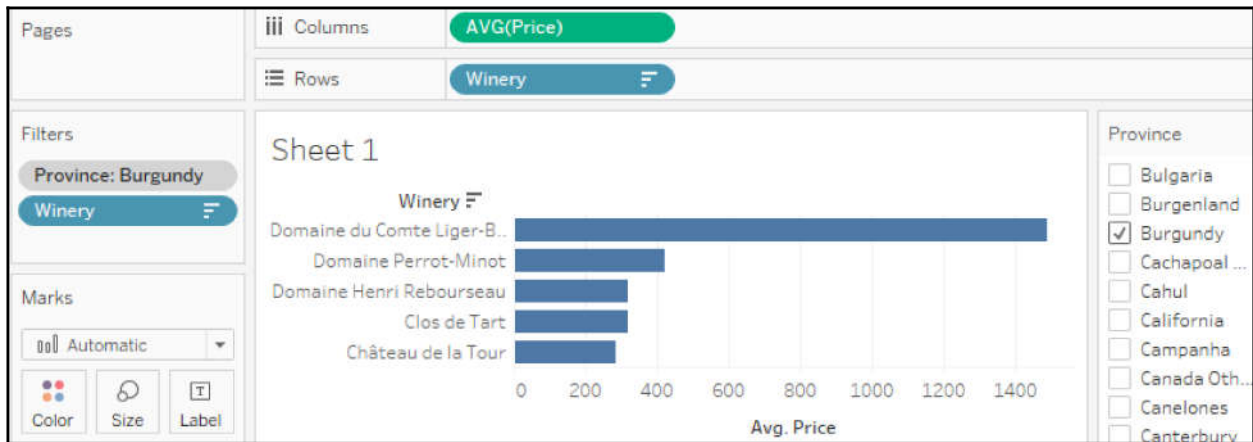 Pages
Columns
AVG(Price)
Rows
Winery
Filters
Province: Burgundy
Winery
Marks
Automatic
Color
Size
Label
Sheet 1
Winery
Domaine du Comte Liger-B..
Domaine Perrot-Minot
Domaine Henri Rebourseau
Clos de Tart
Château de la Tour
0 200 400 600 800 1000 1200 1400
Avg. Price
Province
Bulgaria
Burgenland
Burgundy
Cachapoal ...
Cahul
California
Campanha
Canada Oth...
Canelones
Canterbury